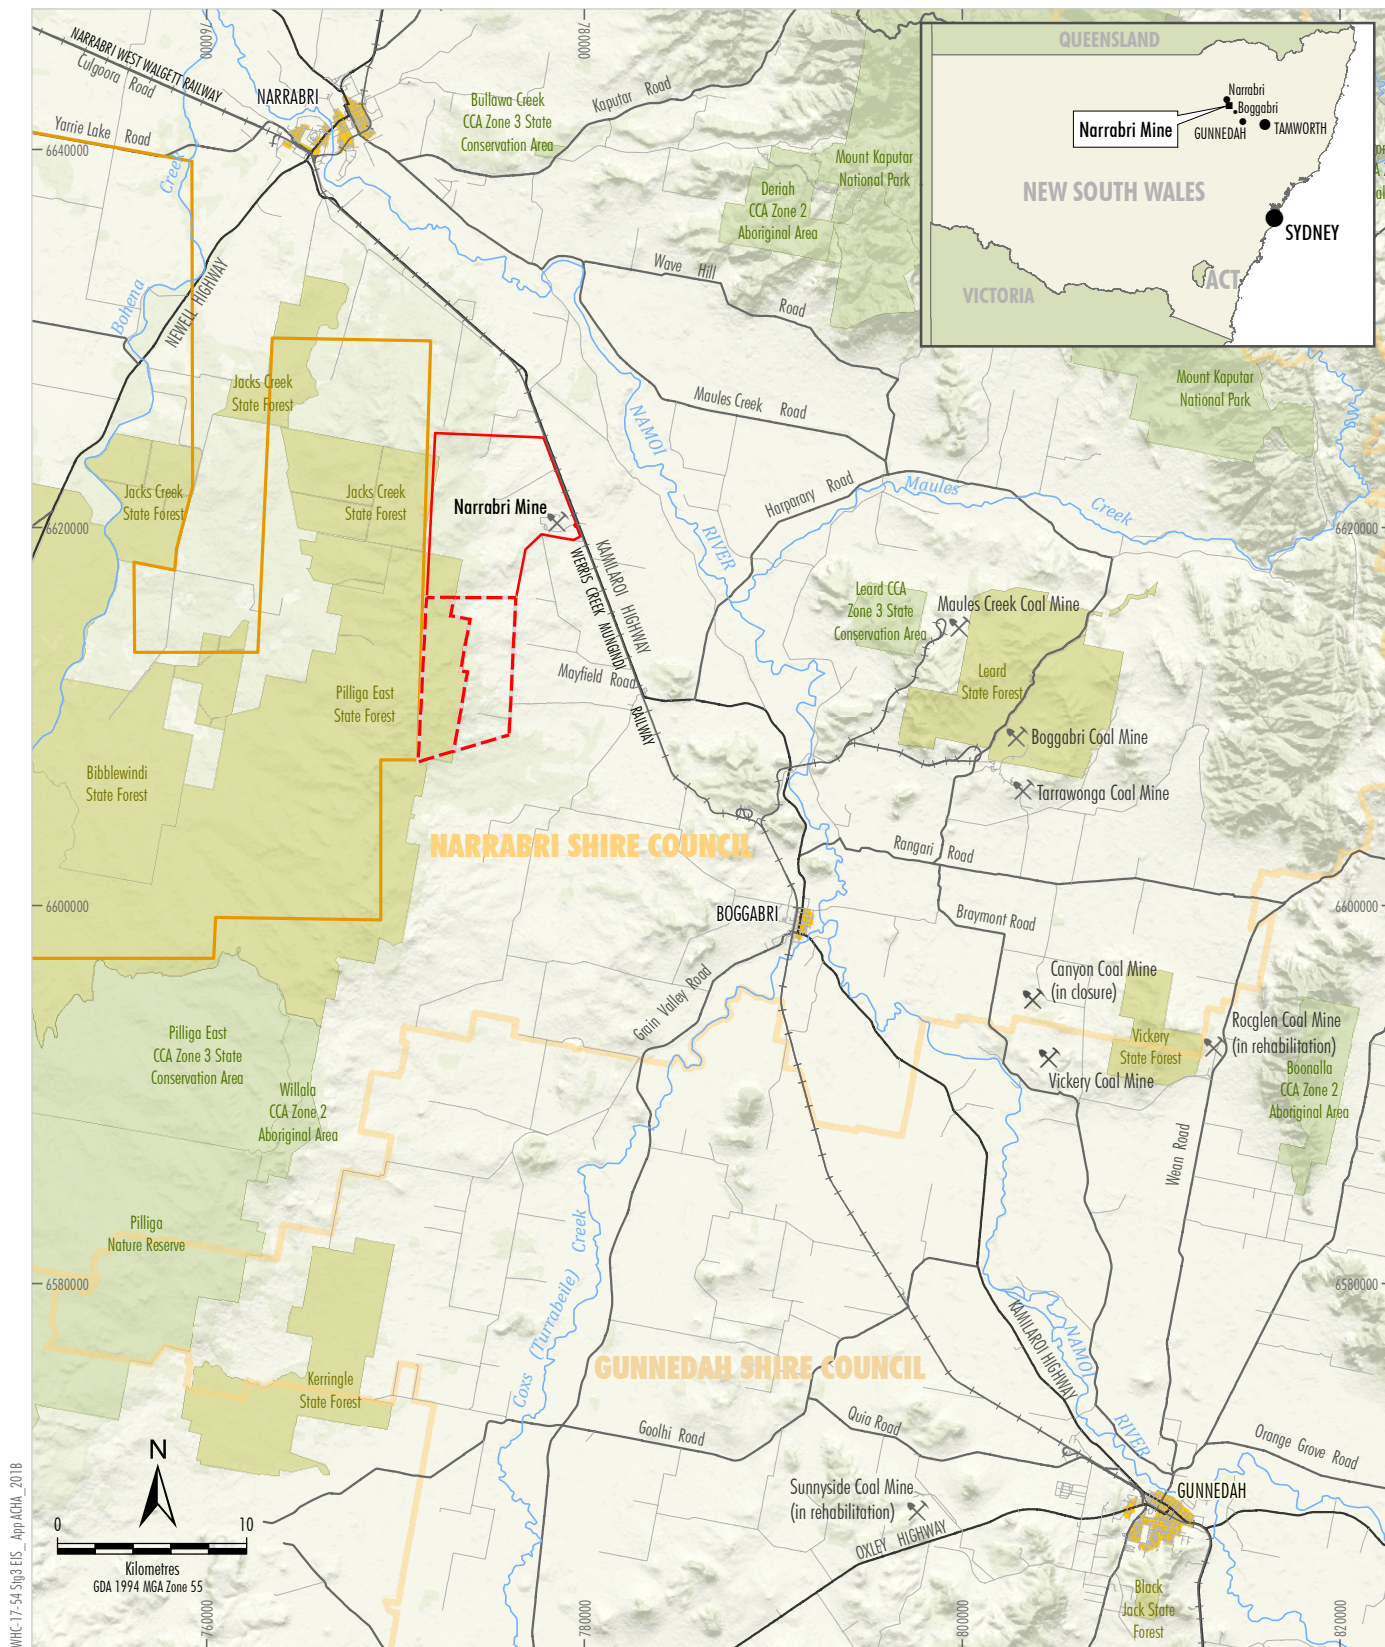 760000
780000
NARRABRI WEST WALGETT RAILWAY
Culgoora Road
NARRABRI
Yarrie Lake Road
6640000
Creek
Bohena
NEWELL HIGHWAY
Bullawa Creek
CCA Zone 3 State
Conservation Area
Kaputar Road
Mount Kaputar
National Park
Deriah
CCA Zone 2
Aboriginal Area
Wave Hill
Road
QUEENSLAND
Narrabri
Boggabri
Narrabri Mine
GUNNEDAH
TAMWORTH
NEW SOUTH WALES
SYDNEY
ACT
VICTORIA
Mount Kaputar
National Park
Jacks Creek
State Forest
Maules Creek Road
NAMOI
RIVER
Jacks Creek
State Forest
Jacks Creek
State Forest
Narrabri Mine
Harparary Road
Maules
Creek
6620000
6620000
KAMILAROI HIGHWAY
WERRIS CREEK MUNGINDI
RAILWAY
Leard CCA
Zone 3 State
Conservation Area
Maules Creek Coal Mine
Leard
State Forest
Mayfield Road
Pilliga East
State Forest
Boggabri Coal Mine
Bibblewindi
State Forest
Tarrawonga Coal Mine
NARRABRI SHIRE COUNCIL
Rangari Road
6600000
6600000
BOGGABRI
Braymont Road
Canyon Coal Mine
(in closure)
Grain Valley Road
Rocglen Coal Mine
(in rehabilitation)
Vickery
State Forest
Vickery Coal Mine
Boonalla
CCA Zone 2
Aboriginal Area
Pilliga East
CCA Zone 3 State
Conservation Area
Willala
CCA Zone 2
Aboriginal Area
Wean Road
Pilliga
Nature Reserve
6580000
6580000
Coxs (Turrabeile) Creek
KAMILAROI HIGHWAY
NAMOI
RIVER
GUNNEDAH SHIRE COUNCIL
Kerringle
State Forest
Goolhi Road
Quia Road
Orange Grove Road
N
Sunnyside Coal Mine
(in rehabilitation)
GUNNEDAH
OXLEY HIGHWAY
0 10
Kilometres
GDA 1994 MGA Zone 55
Black
Jack State
Forest
760000
780000
800000
820000
WHC-17-54 Stg3 EIS_ App ACHA_201B